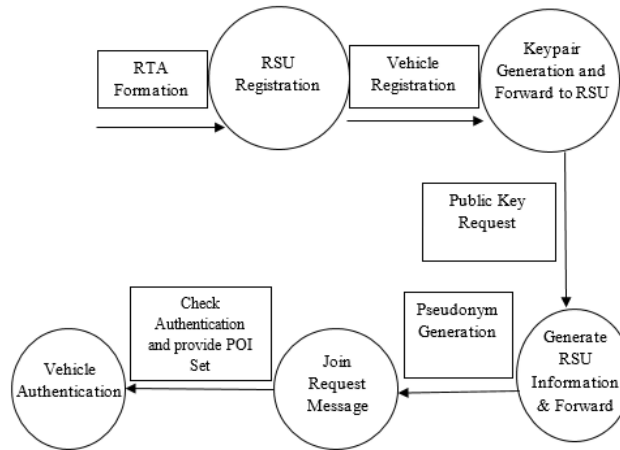 RTA
Formation
RSU
Registration
Vehicle
Registration
Keypair
Generation and
Forward to RSU
Public Key
Request
Generate
RSU
Information
& Forward
Pseudonym
Generation
Join
Request
Message
Check
Authentication
and provide POI
Set
Vehicle
Authentication